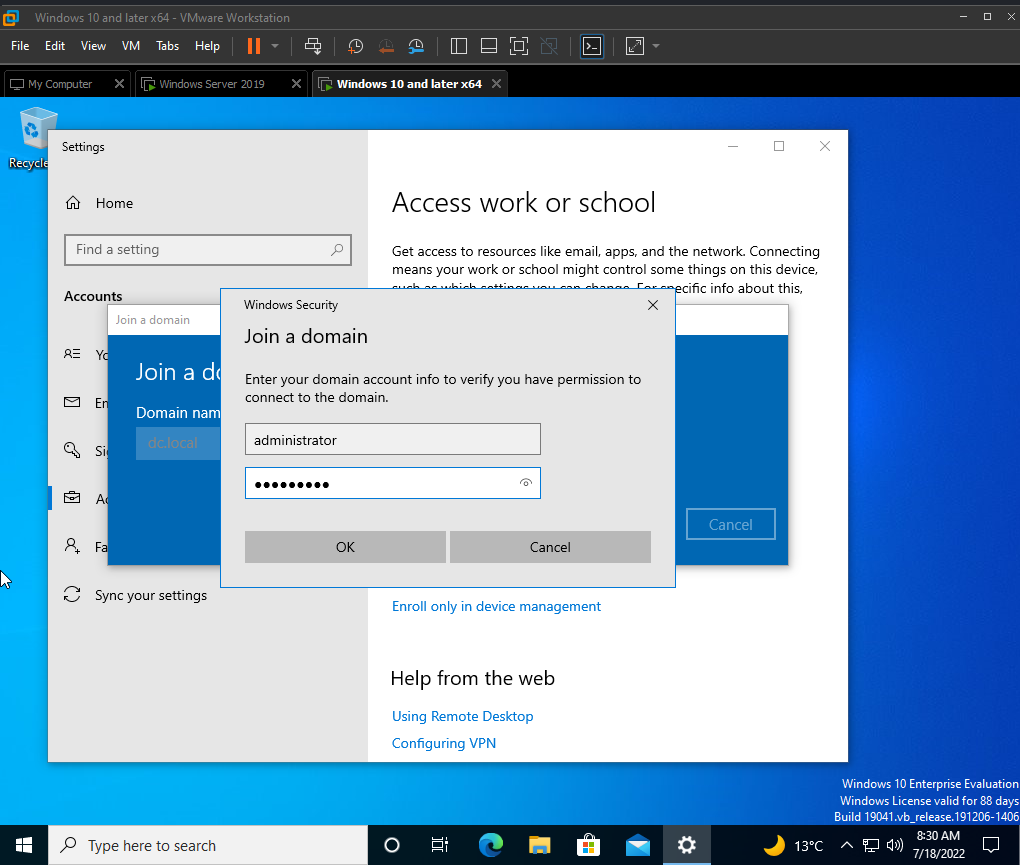 Windows 10 and later x64 - VMware Workstation
File Edit View VM Tabs Help
My Computer Windows Server 2019 Windows 10 and later x64
Recycle
Settings
Home
Find a setting
Accounts
Sync your settings
Access work or school
Get access to resources like email, apps, and the network. Connecting
means your work or school might control some things on this device,
such as which settings you can change. For specific info about this,
Join a domain
Join a do
Domain nam
dc.local
Cancel
Windows Security
Join a domain
Enter your domain account info to verify you have permission to
connect to the domain.
administrator
●●●●●●●●●
OK Cancel
Enroll only in device management
Help from the web
Using Remote Desktop
Configuring VPN
Windows 10 Enterprise Evaluation
Windows License valid for 88 days
Build 19041.vb_release.191206-1406
Type here to search
13°C
8:30 AM
7/18/2022